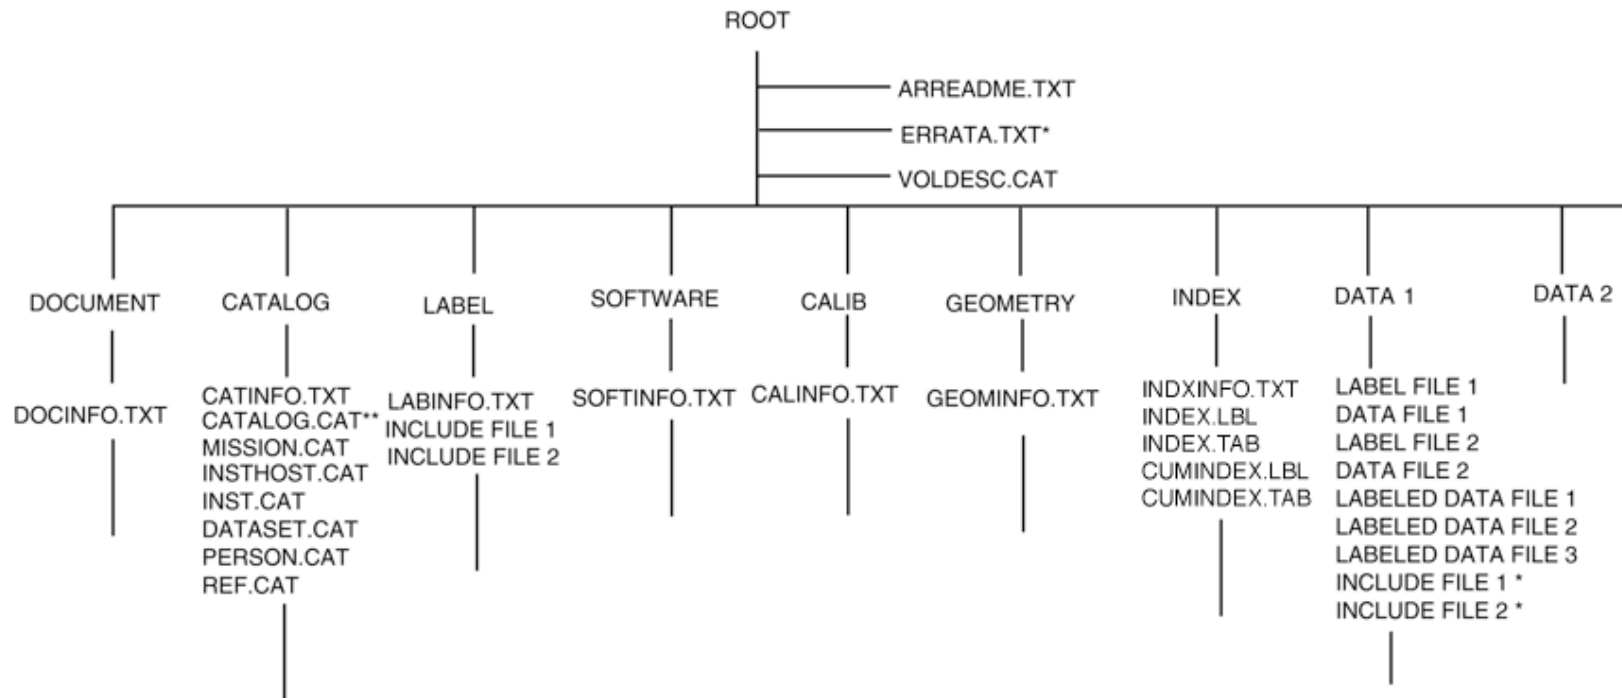 ROOT
ARREADME.TXT
ERRATA.TXT*
VOLDESC.CAT
DOCUMENT
DOCINFO.TXT
CATALOG
CATINFO.TXT
CATALOG.CAT**
MISSION.CAT
INSTHOST.CAT
INST.CAT
DATASET.CAT
PERSON.CAT
REF.CAT
LABEL
LABINFO.TXT
INCLUDE FILE 1
INCLUDE FILE 2
SOFTWARE
SOFTINFO.TXT
CALIB
CALINFO.TXT
GEOMETRY
GEOMINFO.TXT
INDEX
INDXINFO.TXT
INDEX.LBL
INDEX.TAB
CUMINDEX.LBL
CUMINDEX.TAB
DATA 1
LABEL FILE 1
DATA FILE 1
LABEL FILE 2
DATA FILE 2
LABELED DATA FILE 1
LABELED DATA FILE 2
LABELED DATA FILE 3
INCLUDE FILE 1 *
INCLUDE FILE 2 *
DATA 2